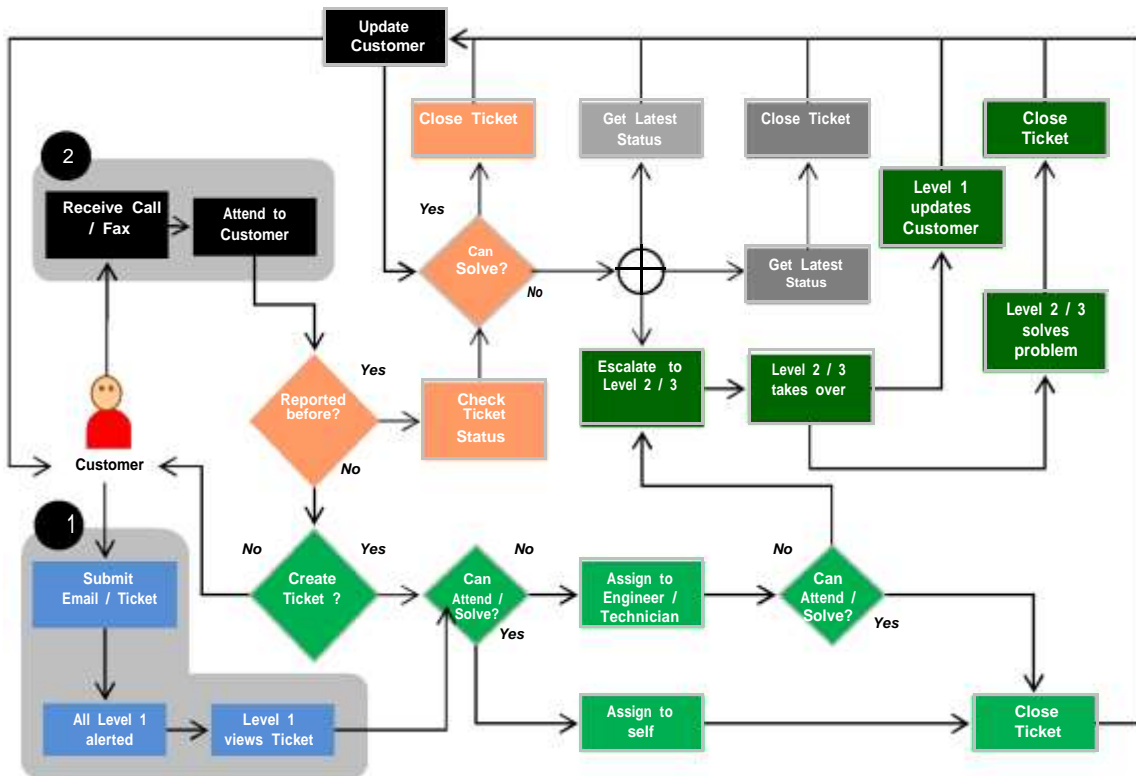 Update
Customer
Close Ticket
Get Latest
Status
Close Ticket
Close
Ticket
2
Receive Call
/ Fax
Attend to
Customer
Yes
Can
Solve?
No
Get Latest
Status
Level 1
updates
Customer
Level 2 / 3
solves
problem
Escalate to
Level 2 / 3
Level 2 / 3
takes over
Yes
Reported
before?
No
Check
Ticket
Status
Customer
1
Submit
Email / Ticket
No
Create
Ticket ?
Yes
Can
Attend /
Solve?
No
Yes
Assign to
Engineer /
Technician
No
Can
Attend /
Solve?
Yes
All Level 1
alerted
Level 1
views Ticket
Assign to
self
Close
Ticket